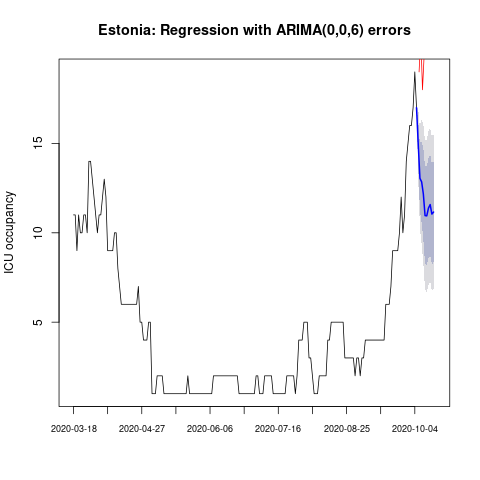 Estonia: Regression with ARIMA(0,0,6) errors
ICU occupancy
15
10
5
2020-03-18 2020-04-27 2020-06-06 2020-07-16 2020-08-25 2020-10-04